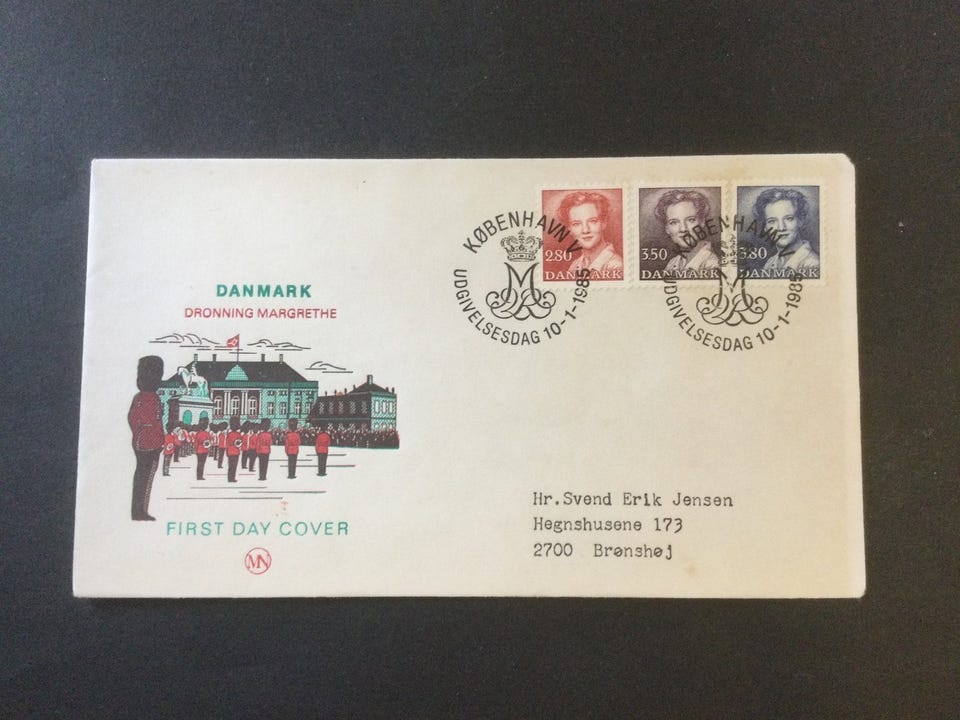 KØBENHAVN V
UDGIVELSESDAG 10-1-1985
2.80
DANMARK
3.50
DANMARK
3.80
DANMARK
KØBENHAVN V
UDGIVELSESDAG 10-1-1985
DANMARK
DRONNING MARGRETHE
FIRST DAY COVER
MN
Hr.Svend Erik Jensen
Hegnshusene 173
2700 Brønshøj